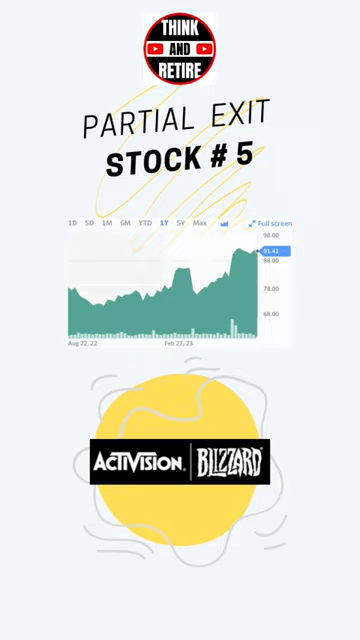 THINK
AND
RETIRE
PARTIAL EXIT
STOCK # 5
1D 5D 1M 6M YTD 1Y 5Y Max Full screen
98.00
91.41
88.00
78.00
68.00
Aug 22, 22 Feb 27, 23
ACTIVISION | BLIZZARD